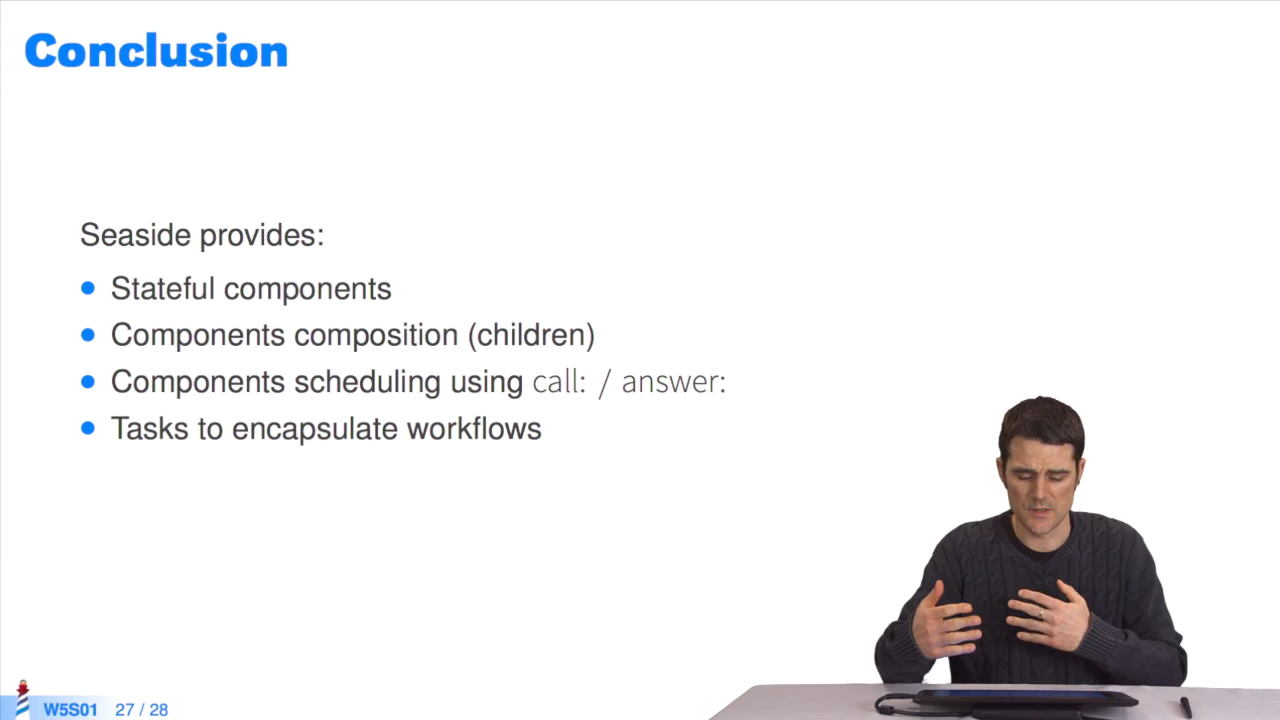 Conclusion
Seaside provides:
Stateful components
Components composition (children)
Components scheduling using call: / answer:
Tasks to encapsulate workflows
W5S01 27 / 28